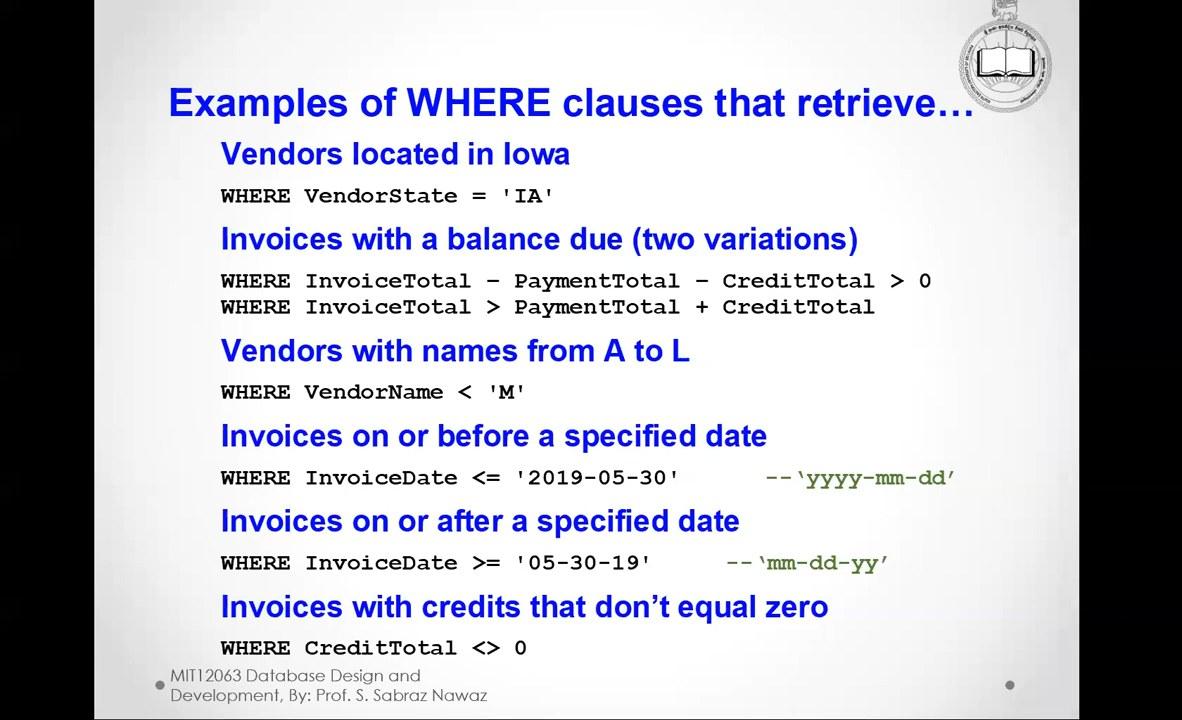 Examples of WHERE clauses that retrieve…
Vendors located in Iowa
WHERE VendorState = 'IA'
Invoices with a balance due (two variations)
WHERE InvoiceTotal – PaymentTotal – CreditTotal > 0
WHERE InvoiceTotal > PaymentTotal + CreditTotal
Vendors with names from A to L
WHERE VendorName < 'M'
Invoices on or before a specified date
WHERE InvoiceDate <= '2019-05-30' --‘yyyy-mm-dd’
Invoices on or after a specified date
WHERE InvoiceDate >= '05-30-19' --‘mm-dd-yy’
Invoices with credits that don’t equal zero
WHERE CreditTotal <> 0
MIT12063 Database Design and
Development, By: Prof. S. Sabraz Nawaz